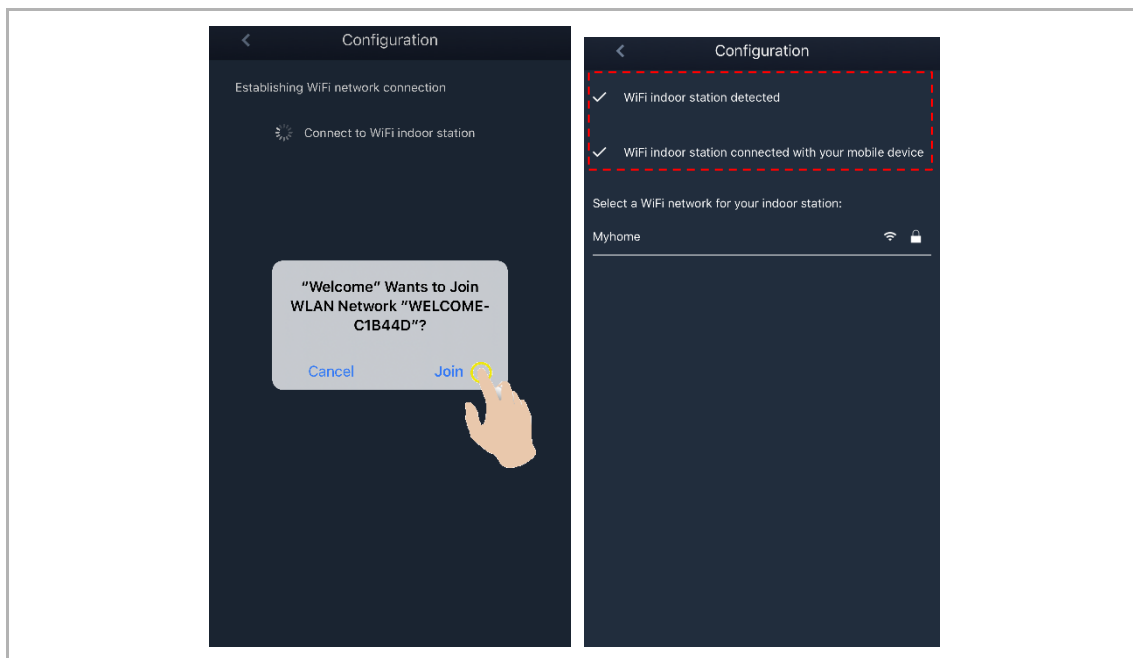 Configuration
Establishing WiFi network connection
Connect to WiFi indoor station
"Welcome" Wants to Join
WLAN Network "WELCOME-
C1B44D"?
Cancel Join
Configuration
WiFi indoor station detected
WiFi indoor station connected with your mobile device
Select a WiFi network for your indoor station:
Myhome